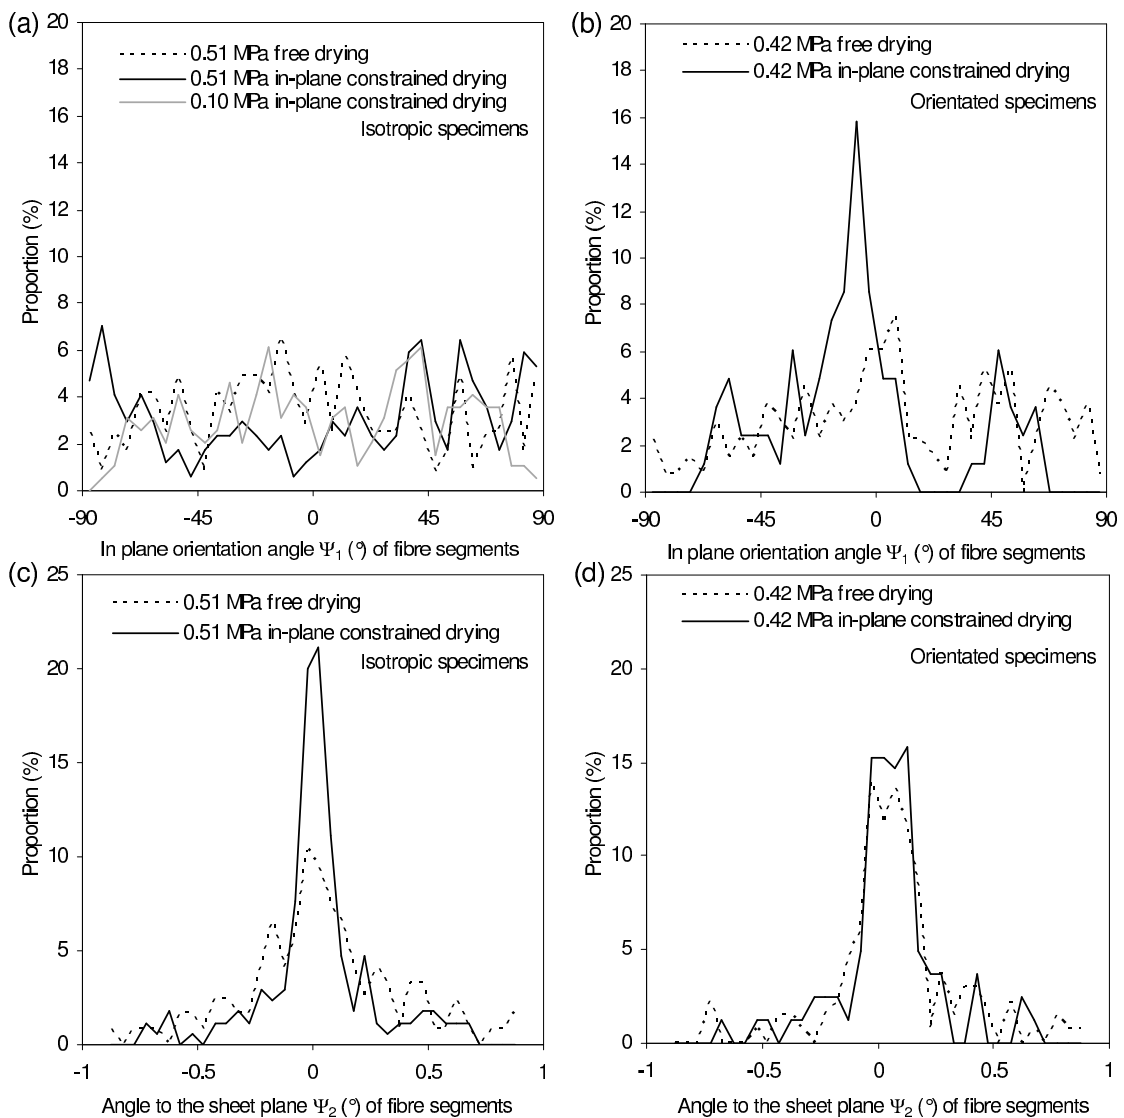 (a)
20
18
16
14
12
10
8
6
4
2
0
Proportion (%)
0.51 MPa free drying
0.51 MPa in-plane constrained drying
0.10 MPa in-plane constrained drying
Isotropic specimens
-90 -45 0 45 90
In plane orientation angle Ψ1 (°) of fibre segments
(b)
20
18
16
14
12
10
8
6
4
2
0
Proportion (%)
0.42 MPa free drying
0.42 MPa in-plane constrained drying
Orientated specimens
-90 -45 0 45 90
In plane orientation angle Ψ1 (°) of fibre segments
(c)
25
20
15
10
5
0
Proportion (%)
0.51 MPa free drying
0.51 MPa in-plane constrained drying
Isotropic specimens
-1 -0.5 0 0.5 1
Angle to the sheet plane Ψ2 (°) of fibre segments
(d)
25
20
15
10
5
0
Proportion (%)
0.42 MPa free drying
0.42 MPa in-plane constrained drying
Orientated specimens
-1 -0.5 0 0.5 1
Angle to the sheet plane Ψ2 (°) of fibre segments